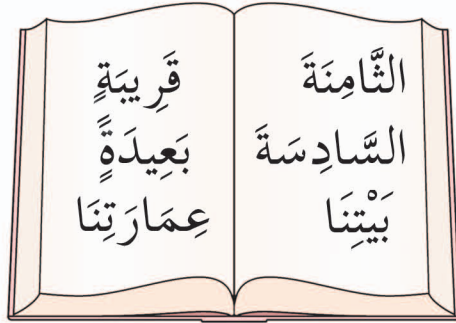 الثَّامِنَةَ
السَّادِسَةَ
بَيْتِنَا
قَرِيبَةٍ
بَعِيدَةٍ
عِمَارَتِنَا